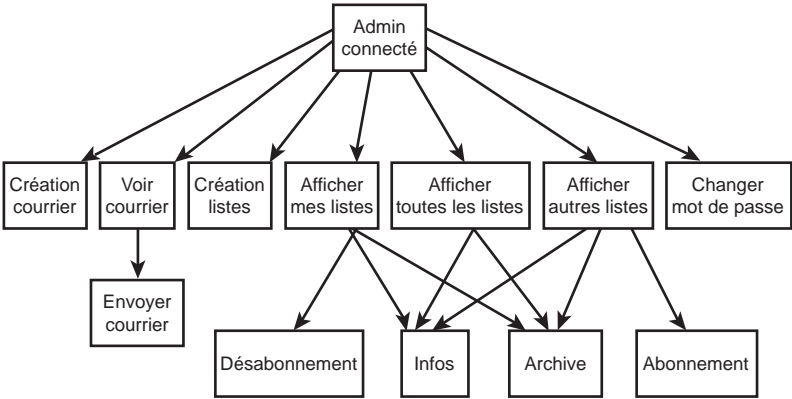 Admin
connecté
Création
courrier
Voir
courrier
Création
listes
Afficher
mes listes
Afficher
toutes les listes
Afficher
autres listes
Changer
mot de passe
Envoyer
courrier
Désabonnement
Infos
Archive
Abonnement